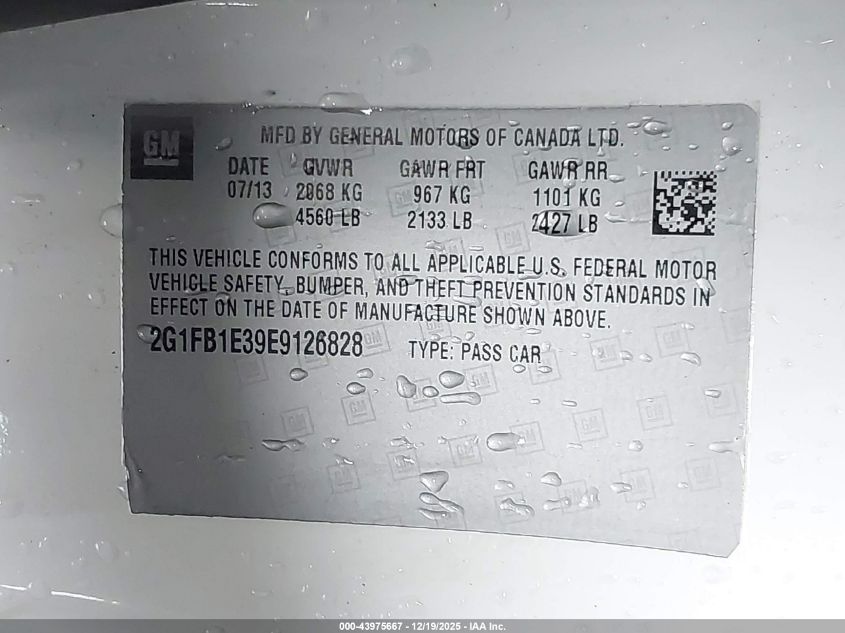 GM
MFD BY GENERAL MOTORS OF CANADA LTD.
DATE GVWR GAWR FRT GAWR RR
07/13 2068 KG 967 KG 1101 KG
4560 LB 2133 LB 2427 LB
THIS VEHICLE CONFORMS TO ALL APPLICABLE U.S. FEDERAL MOTOR
VEHICLE SAFETY, BUMPER, AND THEFT PREVENTION STANDARDS IN
EFFECT ON THE DATE OF MANUFACTURE SHOWN ABOVE.
2G1FB1E39E9126828 TYPE: PASS CAR
000-43975667 - 12/19/2025 - IAA Inc.